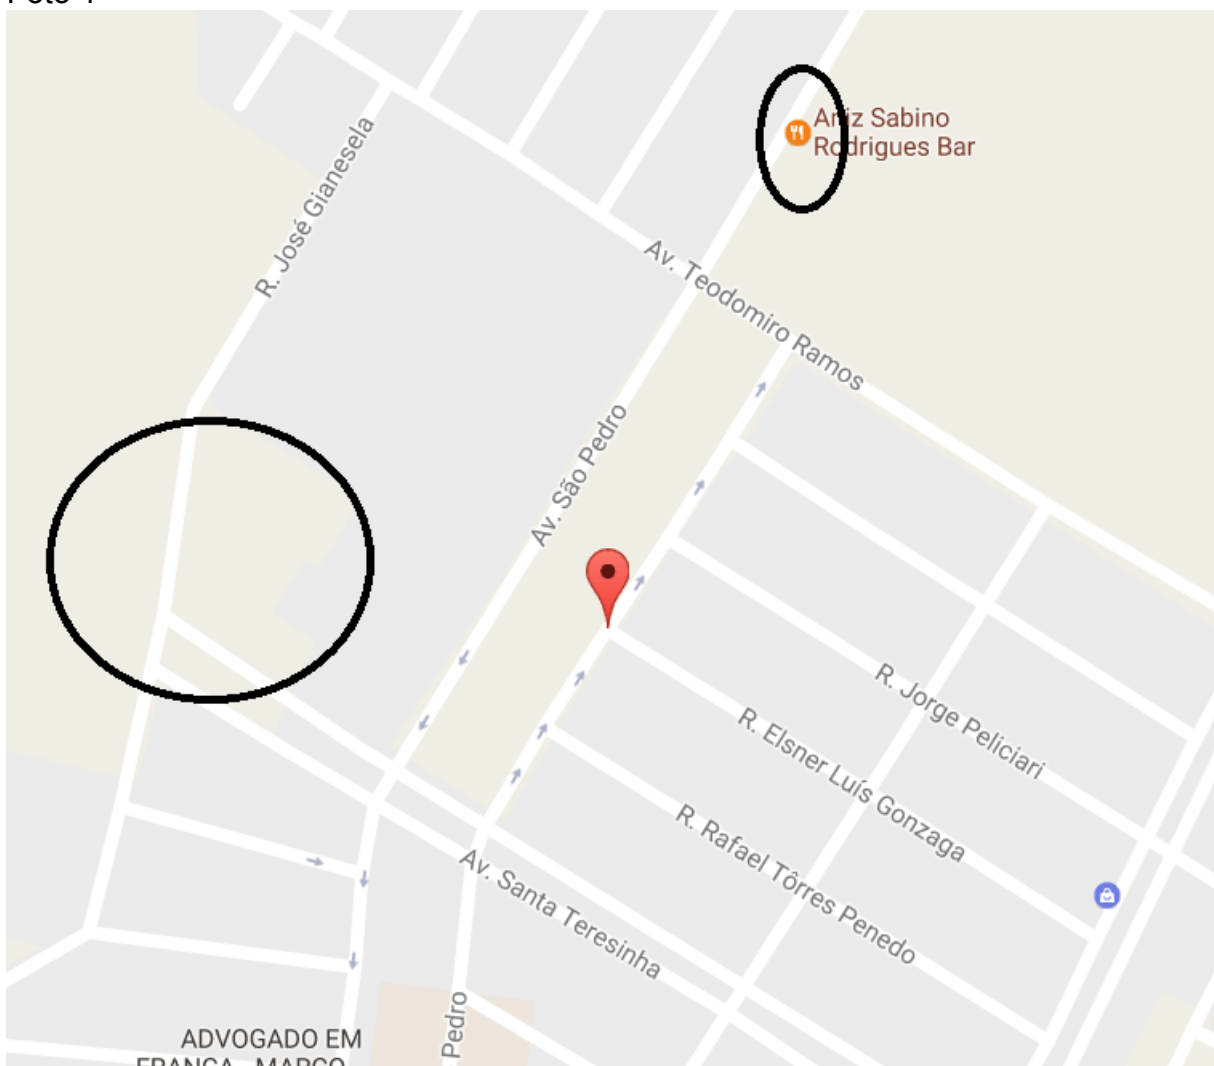 Aniz Sabino
Rodrigues Bar
R. José Gianesela
Av. Teodomiro Ramos
Av. São Pedro
R. Jorge Peliciari
R. Elsner Luís Gonzaga
R. Rafael Tôrres Penedo
Av. Santa Teresinha
Pedro
ADVOGADO EM